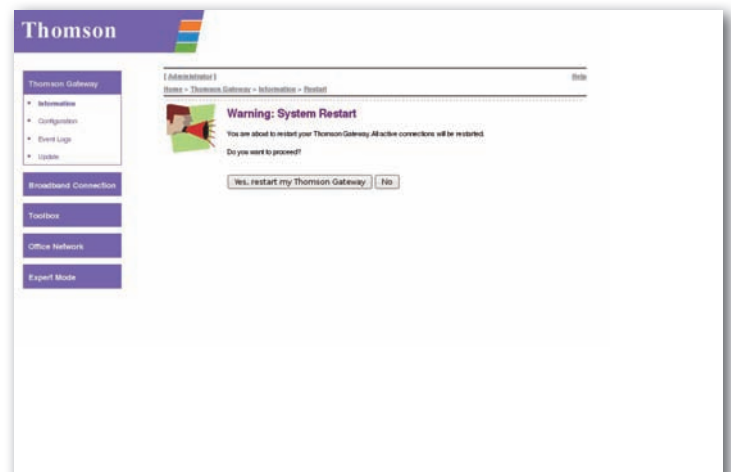 Thomson
Thomson Gateway
Information
Configuration
Event Logs
Update
Broadband Connection
Toolbox
Office Network
Expert Mode
[ Administrator ]
Help
Home > Thomson Gateway > Information > Restart
Warning: System Restart
You are about to restart your Thomson Gateway. All active connections will be restarted.
Do you want to proceed?
Yes, restart my Thomson Gateway
No